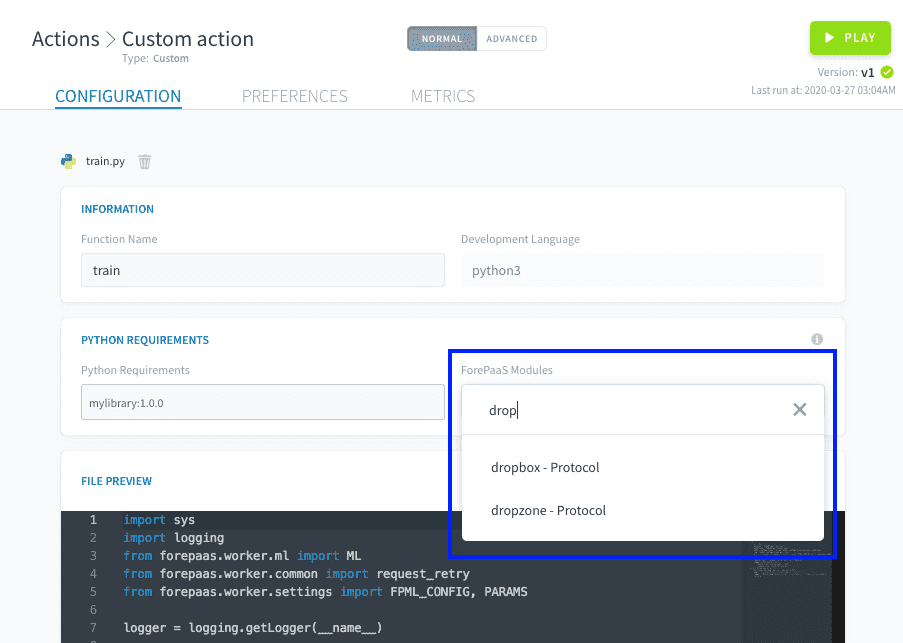 Actions > Custom action
Type: Custom
NORMAL ADVANCED
PLAY
Version: v1
Last run at: 2020-03-27 03:04AM
CONFIGURATION PREFERENCES METRICS
train.py
INFORMATION
Function Name Development Language
train python3
PYTHON REQUIREMENTS
Python Requirements ForePaaS Modules
mylibrary:1.0.0 drop
dropbox - Protocol
dropzone - Protocol
FILE PREVIEW
1 import sys
2 import logging
3 from forepaas.worker.ml import ML
4 from forepaas.worker.common import request_retry
5 from forepaas.worker.settings import FPML_CONFIG, PARAMS
6
7 logger = logging.getLogger(__name__)